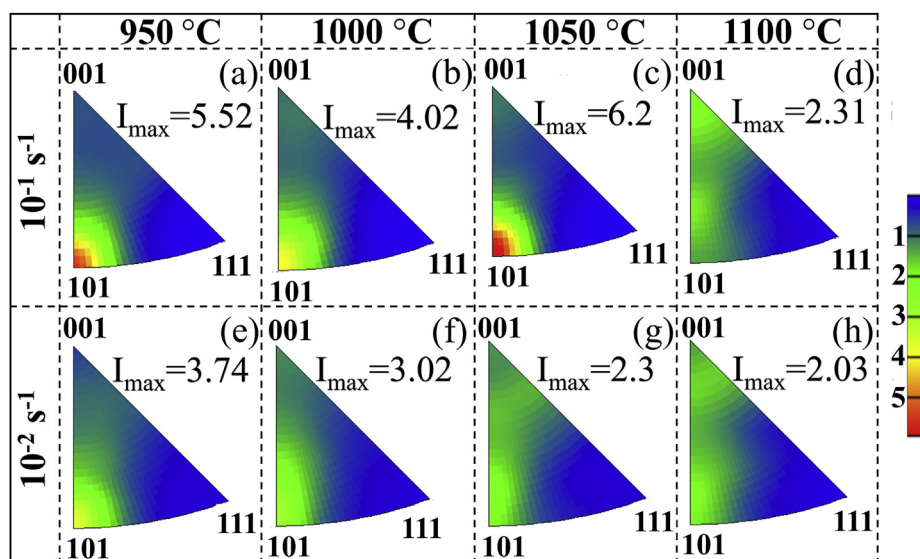 950 °C 1000 °C 1050 °C 1100 °C
10⁻¹ s⁻¹
001 (a)
Iₘₐₓ=5.52
101
111
001 (b)
Iₘₐₓ=4.02
101
111
001 (c)
Iₘₐₓ=6.2
101
111
001 (d)
Iₘₐₓ=2.31
101
111
10⁻² s⁻¹
001 (e)
Iₘₐₓ=3.74
101
111
001 (f)
Iₘₐₓ=3.02
101
111
001 (g)
Iₘₐₓ=2.3
101
111
001 (h)
Iₘₐₓ=2.03
101
111
1
2
3
4
5